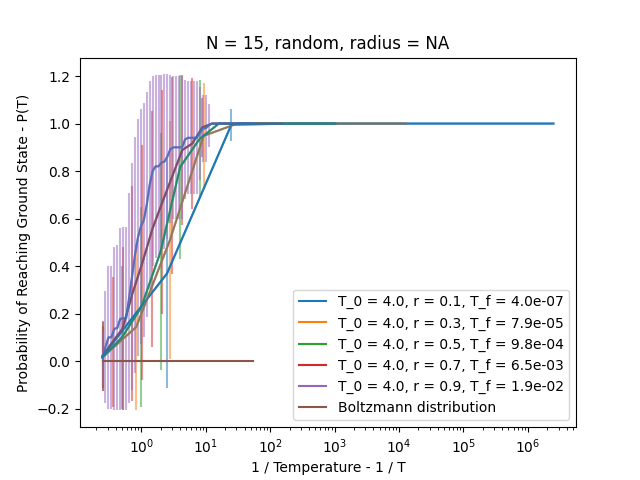 N = 15, random, radius = NA
Probability of Reaching Ground State - P(T)
1.2
1.0
0.8
0.6
0.4
0.2
0.0
−0.2
T_0 = 4.0, r = 0.1, T_f = 4.0e-07
T_0 = 4.0, r = 0.3, T_f = 7.9e-05
T_0 = 4.0, r = 0.5, T_f = 9.8e-04
T_0 = 4.0, r = 0.7, T_f = 6.5e-03
T_0 = 4.0, r = 0.9, T_f = 1.9e-02
Boltzmann distribution
10⁰ 10¹ 10² 10³ 10⁴ 10⁵ 10⁶
1 / Temperature - 1 / T